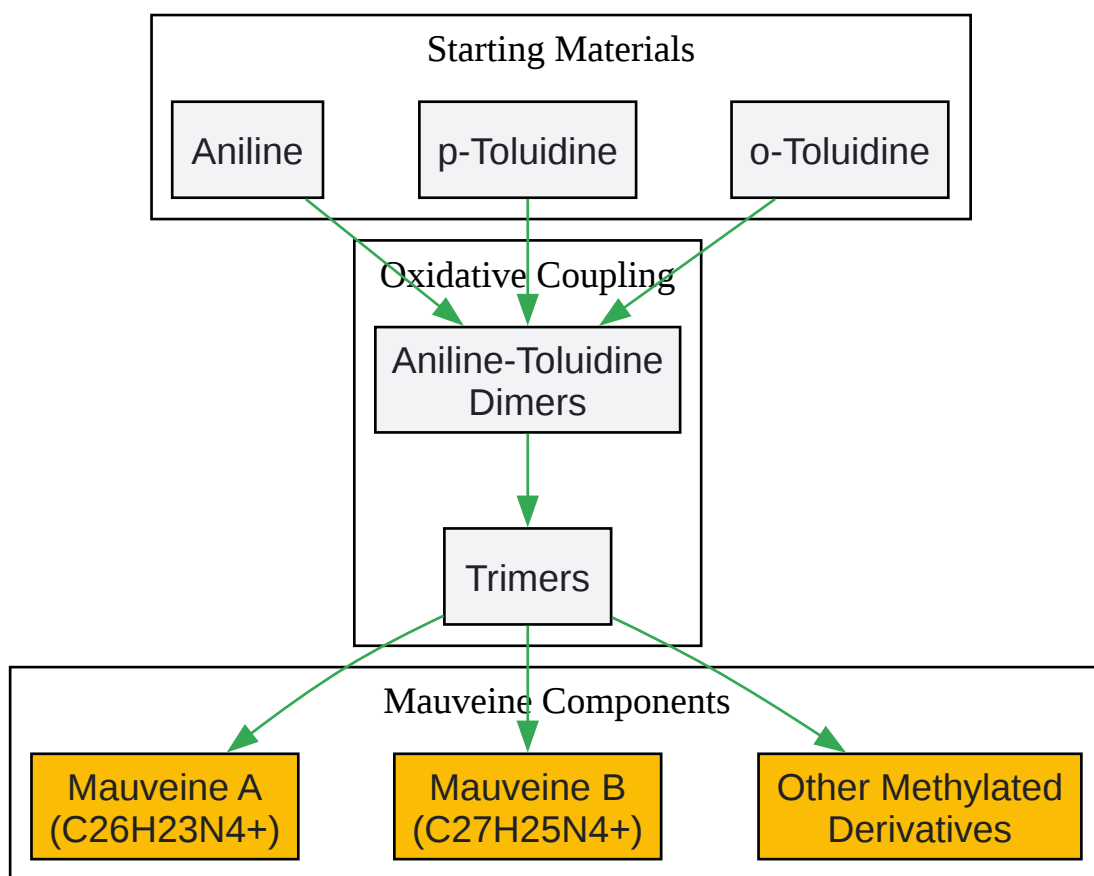 Starting Materials
Aniline
p-Toluidine
o-Toluidine
Oxidative Coupling
Aniline-Toluidine
Dimers
Trimers
Mauveine Components
Mauveine A
(C26H23N4+)
Mauveine B
(C27H25N4+)
Other Methylated
Derivatives